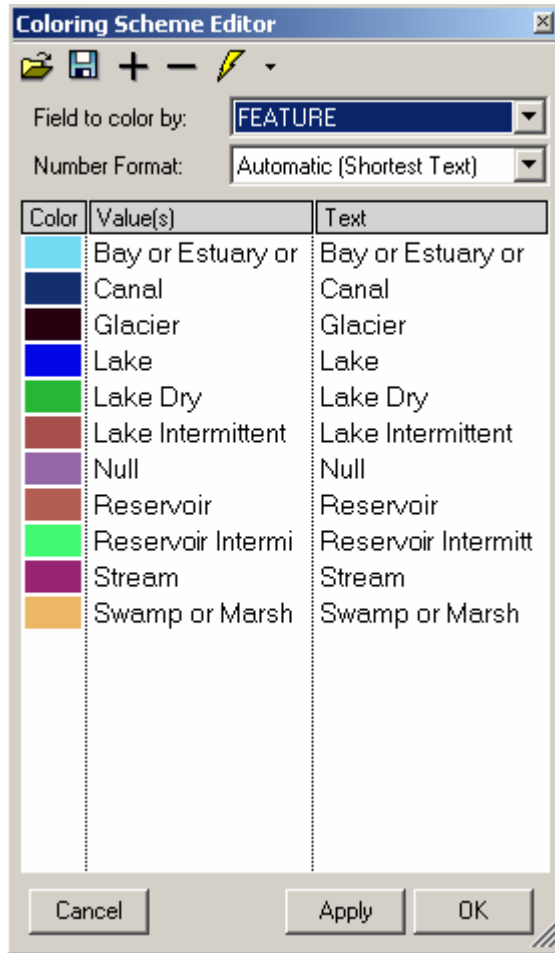 Coloring Scheme Editor
Field to color by: FEATURE
Number Format: Automatic (Shortest Text)
Color Value(s) Text
Bay or Estuary or Bay or Estuary or
Canal Canal
Glacier Glacier
Lake Lake
Lake Dry Lake Dry
Lake Intermittent Lake Intermittent
Null Null
Reservoir Reservoir
Reservoir Intermi Reservoir Intermitt
Stream Stream
Swamp or Marsh Swamp or Marsh
Cancel Apply OK